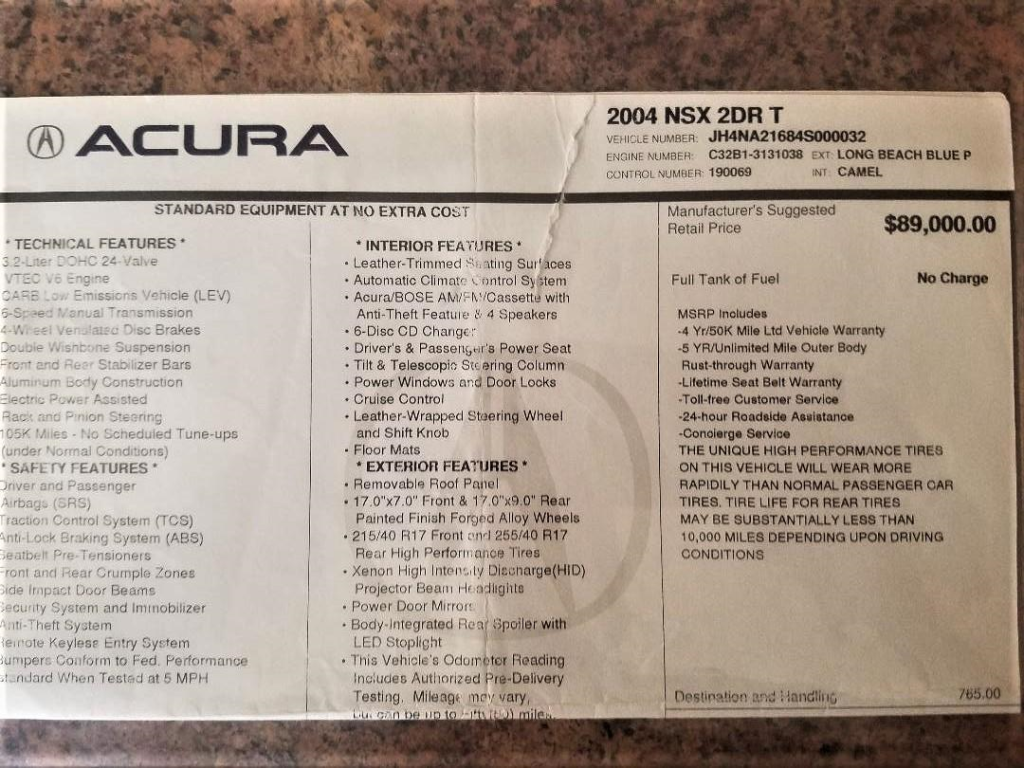 ACURA
2004 NSX 2DR T
VEHICLE NUMBER: JH4NA21684S000032
ENGINE NUMBER: C32B1-3131038 EXT: LONG BEACH BLUE P
CONTROL NUMBER: 190069 INT: CAMEL
STANDARD EQUIPMENT AT NO EXTRA COST
* TECHNICAL FEATURES *
3.2-Liter DOHC 24-Valve
VTEC V6 Engine
CARB Low Emissions Vehicle (LEV)
6-Speed Manual Transmission
4-Wheel Ventilated Disc Brakes
Double Wishbone Suspension
Front and Rear Stabilizer Bars
Aluminum Body Construction
Electric Power Assisted
Rack and Pinion Steering
105K Miles - No Scheduled Tune-ups
(under Normal Conditions)
* SAFETY FEATURES *
Driver and Passenger
Airbags (SRS)
Traction Control System (TCS)
Anti-Lock Braking System (ABS)
Seatbelt Pre-Tensioners
Front and Rear Crumple Zones
Side Impact Door Beams
Security System and Immobilizer
Anti-Theft System
Remote Keyless Entry System
Bumpers Conform to Fed. Performance
Standard When Tested at 5 MPH
* INTERIOR FEATURES *
• Leather-Trimmed Seating Surfaces
• Automatic Climate Control System
• Acura/BOSE AM/FM/Cassette with
Anti-Theft Feature & 4 Speakers
• 6-Disc CD Changer
• Driver's & Passenger's Power Seat
• Tilt & Telescopic Steering Column
• Power Windows and Door Locks
• Cruise Control
• Leather-Wrapped Steering Wheel
and Shift Knob
• Floor Mats
* EXTERIOR FEATURES *
• Removable Roof Panel
• 17.0"x7.0" Front & 17.0"x9.0" Rear
Painted Finish Forged Alloy Wheels
• 215/40 R17 Front and 255/40 R17
Rear High Performance Tires
• Xenon High Intensity Discharge(HID)
Projector Beam Headlights
• Power Door Mirrors
• Body-Integrated Rear Spoiler with
LED Stoplight
• This Vehicle's Odometer Reading
Includes Authorized Pre-Delivery
Testing. Mileage may vary,
but can be up to fifty (50) miles.
Manufacturer's Suggested
Retail Price $89,000.00
Full Tank of Fuel No Charge
MSRP Includes
-4 Yr/50K Mile Ltd Vehicle Warranty
-5 YR/Unlimited Mile Outer Body
Rust-through Warranty
-Lifetime Seat Belt Warranty
-Toll-free Customer Service
-24-hour Roadside Assistance
-Concierge Service
THE UNIQUE HIGH PERFORMANCE TIRES
ON THIS VEHICLE WILL WEAR MORE
RAPIDLY THAN NORMAL PASSENGER CAR
TIRES. TIRE LIFE FOR REAR TIRES
MAY BE SUBSTANTIALLY LESS THAN
10,000 MILES DEPENDING UPON DRIVING
CONDITIONS
Destination and Handling 765.00